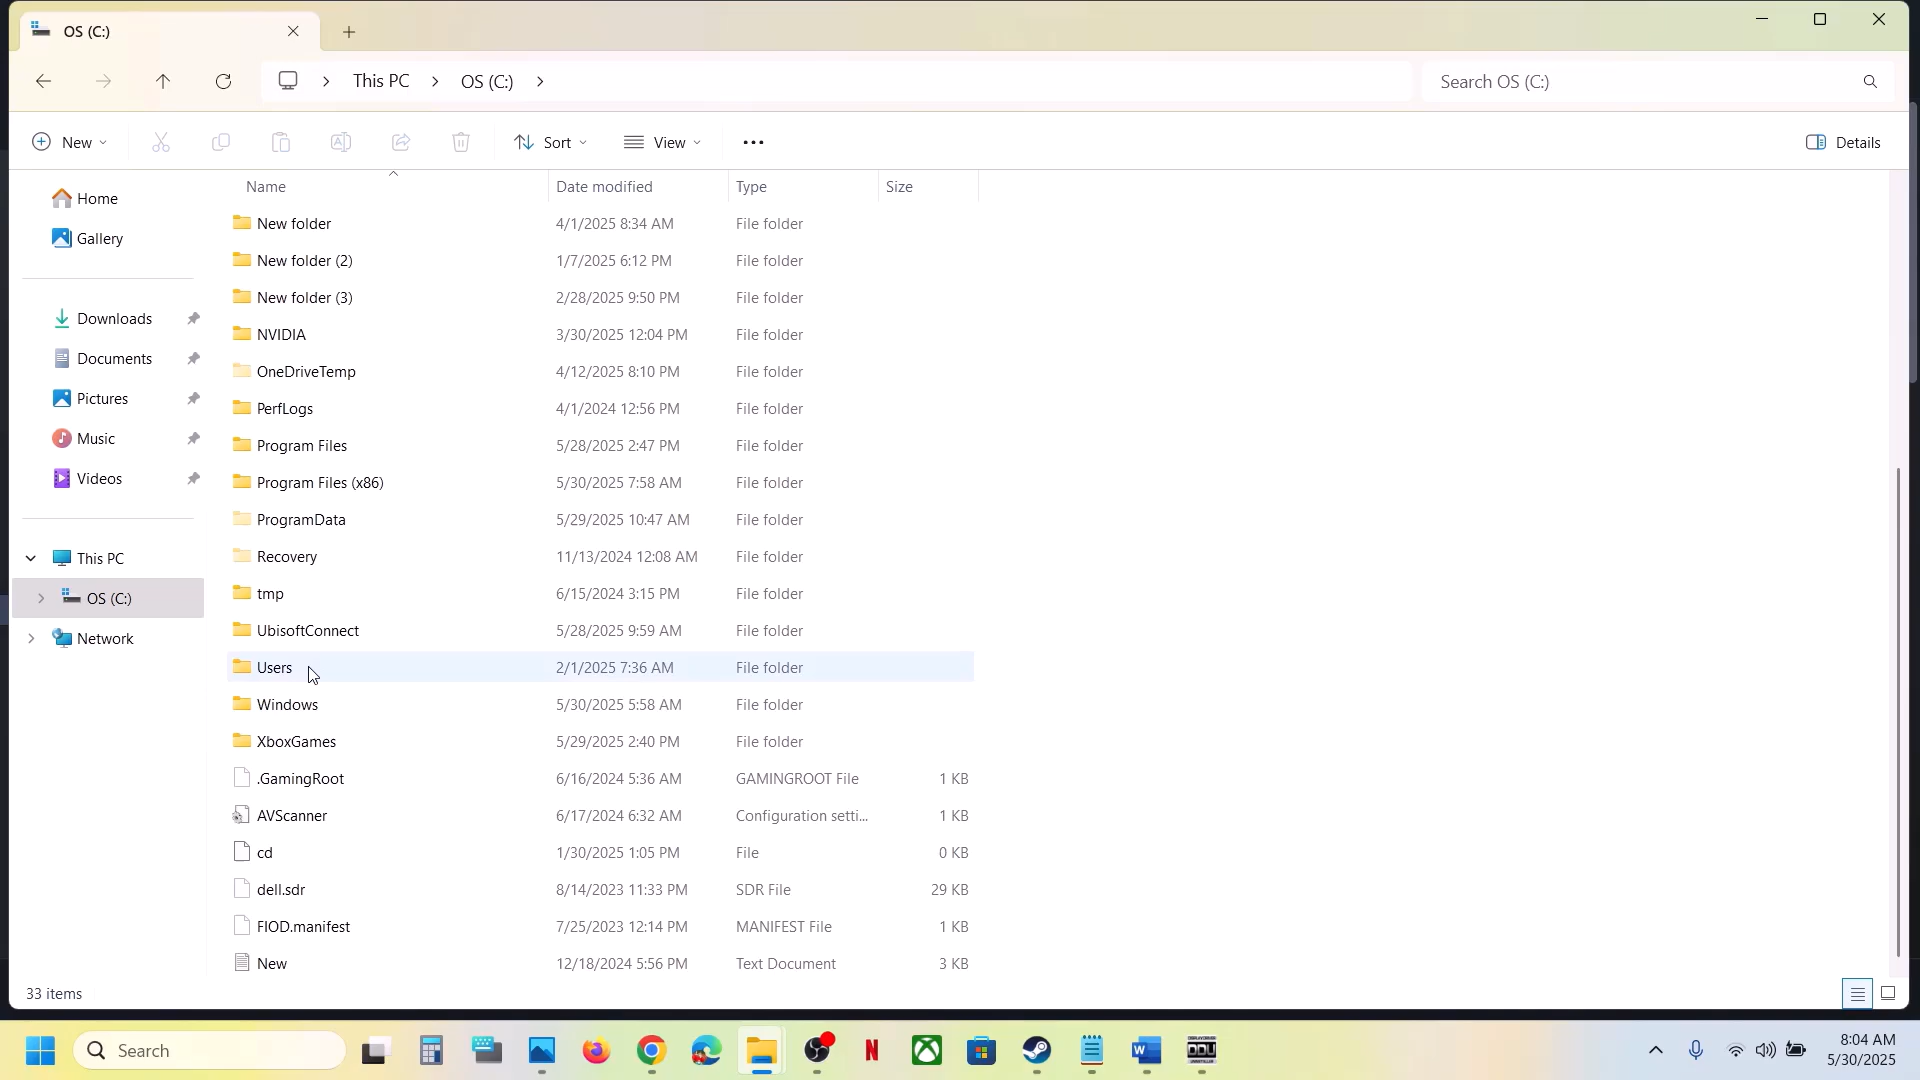 OS (C:)
This PC
OS (C:)
Search OS (C:)
New
Sort
View
Details
Home
Gallery
Downloads
Documents
Pictures
Music
Videos
This PC
OS (C:)
Network
Name Date modified Type Size
New folder 4/1/2025 8:34 AM File folder
New folder (2) 1/7/2025 6:12 PM File folder
New folder (3) 2/28/2025 9:50 PM File folder
NVIDIA 3/30/2025 12:04 PM File folder
OneDriveTemp 4/12/2025 8:10 PM File folder
PerfLogs 4/1/2024 12:56 PM File folder
Program Files 5/28/2025 2:47 PM File folder
Program Files (x86) 5/30/2025 7:58 AM File folder
ProgramData 5/29/2025 10:47 AM File folder
Recovery 11/13/2024 12:08 AM File folder
tmp 6/15/2024 3:15 PM File folder
UbisoftConnect 5/28/2025 9:59 AM File folder
Users 2/1/2025 7:36 AM File folder
Windows 5/30/2025 5:58 AM File folder
XboxGames 5/29/2025 2:40 PM File folder
.GamingRoot 6/16/2024 5:36 AM GAMINGROOT File 1 KB
AVScanner 6/17/2024 6:32 AM Configuration setti... 1 KB
cd 1/30/2025 1:05 PM File 0 KB
dell.sdr 8/14/2023 11:33 PM SDR File 29 KB
FIOD.manifest 7/25/2023 12:14 PM MANIFEST File 1 KB
New 12/18/2024 5:56 PM Text Document 3 KB
33 items
Search
N
W
DDU
8:04 AM
5/30/2025